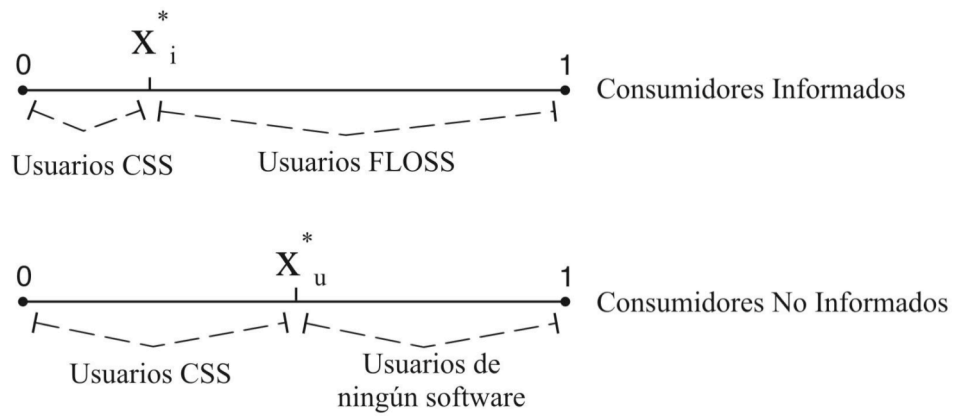 X*i
0
1
Consumidores Informados
Usuarios CSS
Usuarios FLOSS
X*u
0
1
Consumidores No Informados
Usuarios CSS
Usuarios de
ningún software